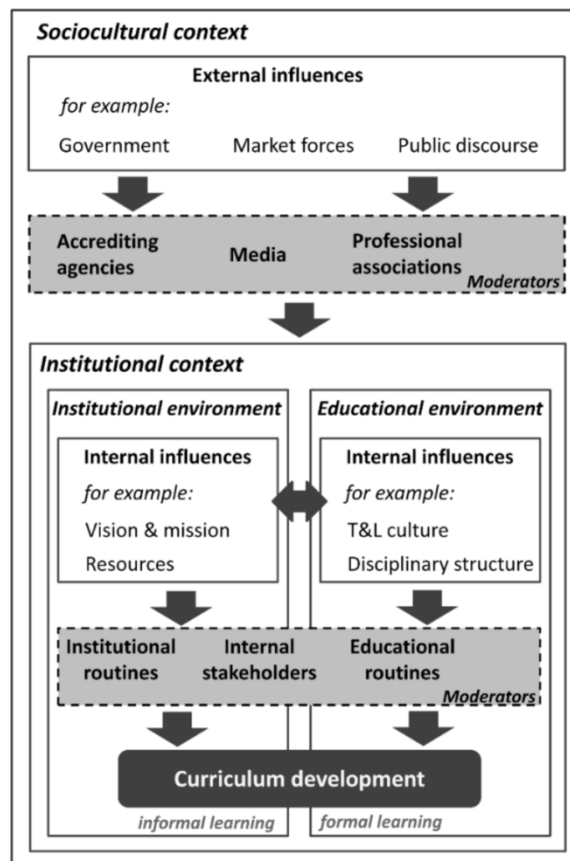 Sociocultural context
External influences
for example:
Government Market forces Public discourse
Accrediting agencies
Media
Professional associations
Moderators
Institutional context
Institutional environment
Internal influences
for example:
Vision & mission
Resources
Educational environment
Internal influences
for example:
T&L culture
Disciplinary structure
Institutional routines
Internal stakeholders
Educational routines
Moderators
Curriculum development
informal learning
formal learning